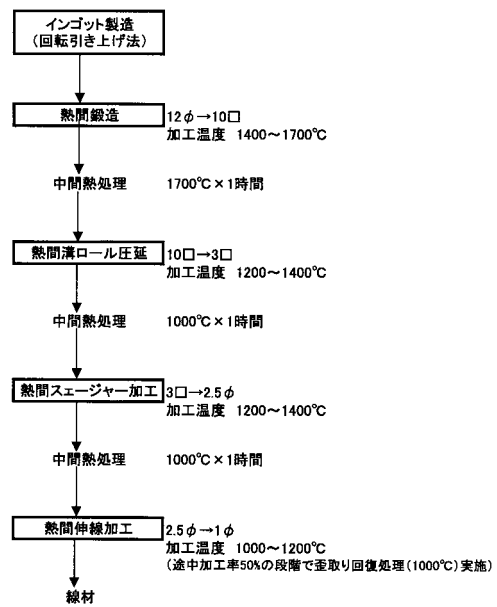 インゴット製造
(回転引き上げ法)
熱間鍛造
12φ→10□
加工温度 1400～1700℃
中間熱処理 1700℃×1時間
熱間溝ロール圧延
10□→3□
加工温度 1200～1400℃
中間熱処理 1000℃×1時間
熱間スェージャー加工
3□→2.5φ
加工温度 1200～1400℃
中間熱処理 1000℃×1時間
熱間伸線加工
2.5φ→1φ
加工温度 1000～1200℃
(途中加工率50%の段階で歪取り回復処理(1000℃)実施)
線材